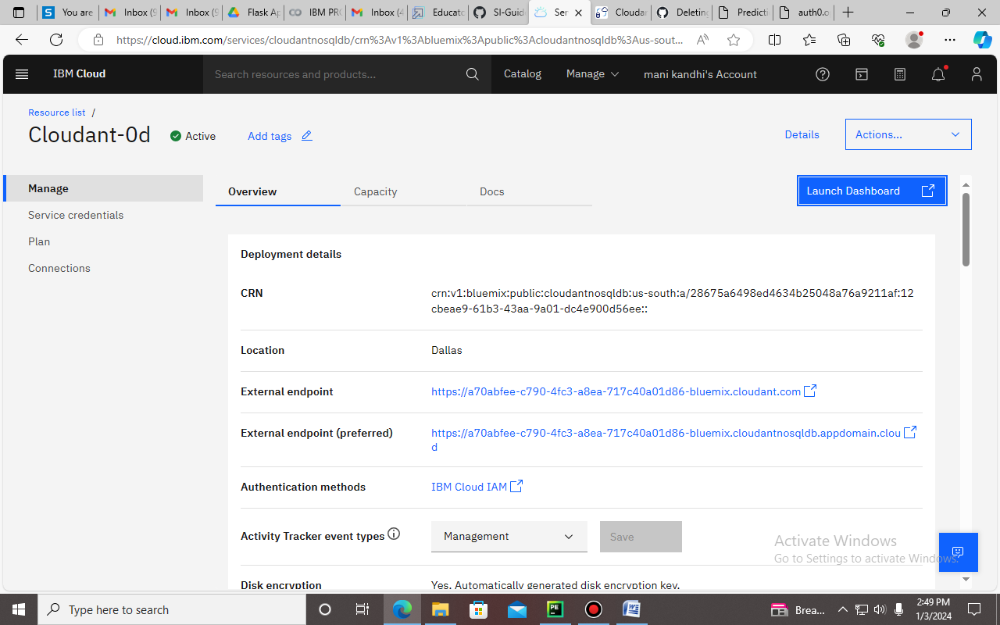 You are
Inbox (9
Inbox (9
Flask Ap
IBM PRO
Inbox (4
Educato
SI-Guid
Ser
Cloudan
Deleting
Predicti
auth0.o
https://cloud.ibm.com/services/cloudantnosqldb/crn%3Av1%3Abluemix%3Apublic%3Acloudantnosqldb%3Aus-sout...
IBM Cloud
Search resources and products...
Catalog
Manage
mani kandhi's Account
Resource list /
Cloudant-0d
Active
Add tags
Details
Actions...
Manage
Service credentials
Plan
Connections
Overview
Capacity
Docs
Launch Dashboard
Deployment details
CRN
crn:v1:bluemix:public:cloudantnosqldb:us-south:a/28675a6498ed4634b25048a76a9211af:12
cbeae9-61b3-43aa-9a01-dc4e900d56ee::
Location
Dallas
External endpoint
https://a70abfee-c790-4fc3-a8ea-717c40a01d86-bluemix.cloudant.com
External endpoint (preferred)
https://a70abfee-c790-4fc3-a8ea-717c40a01d86-bluemix.cloudantnosqldb.appdomain.clou
d
Authentication methods
IBM Cloud IAM
Activity Tracker event types
Management
Save
Disk encryption
Yes. Automatically generated disk encryption key.
Activate Windows
Go to Settings to activate Windows.
Type here to search
Brea...
2:49 PM
1/3/2024